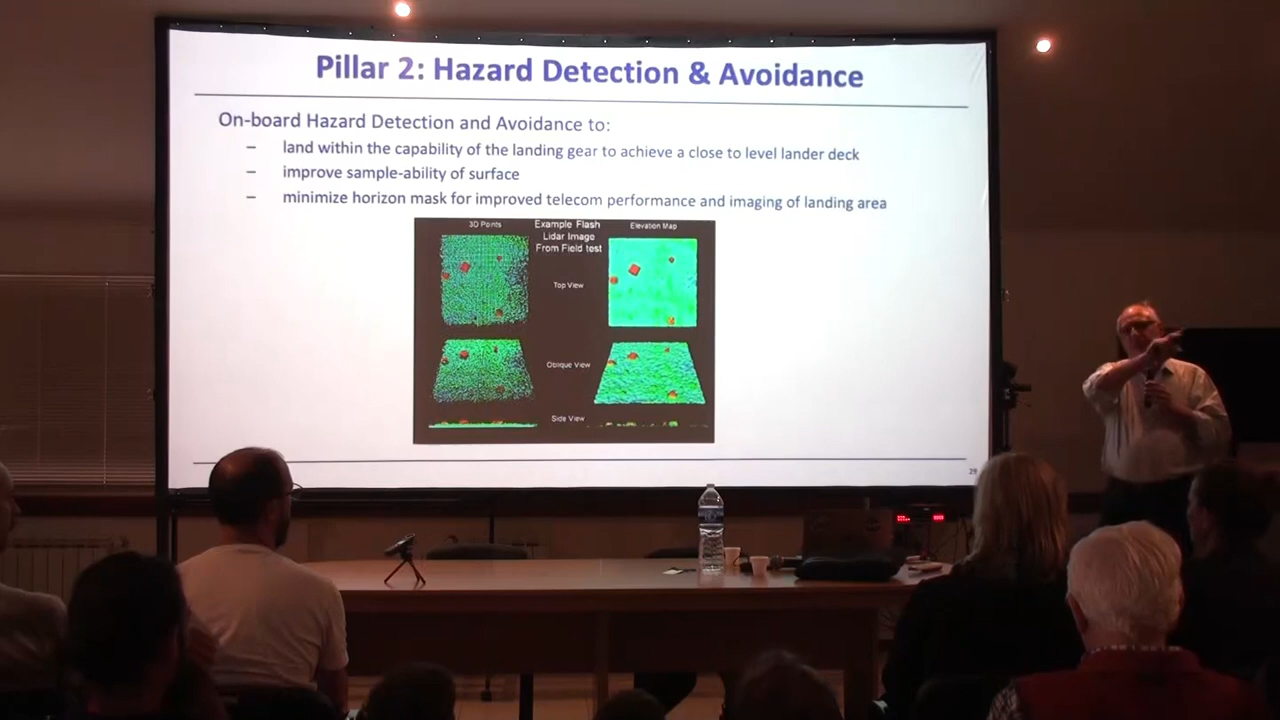 Pillar 2: Hazard Detection & Avoidance
On-board Hazard Detection and Avoidance to:
– land within the capability of the landing gear to achieve a close to level lander deck
– improve sample-ability of surface
– minimize horizon mask for improved telecom performance and imaging of landing area
3D Points
Example Flash
Lidar Image
From Field test
Elevation Map
Top View
Oblique View
Side View
29